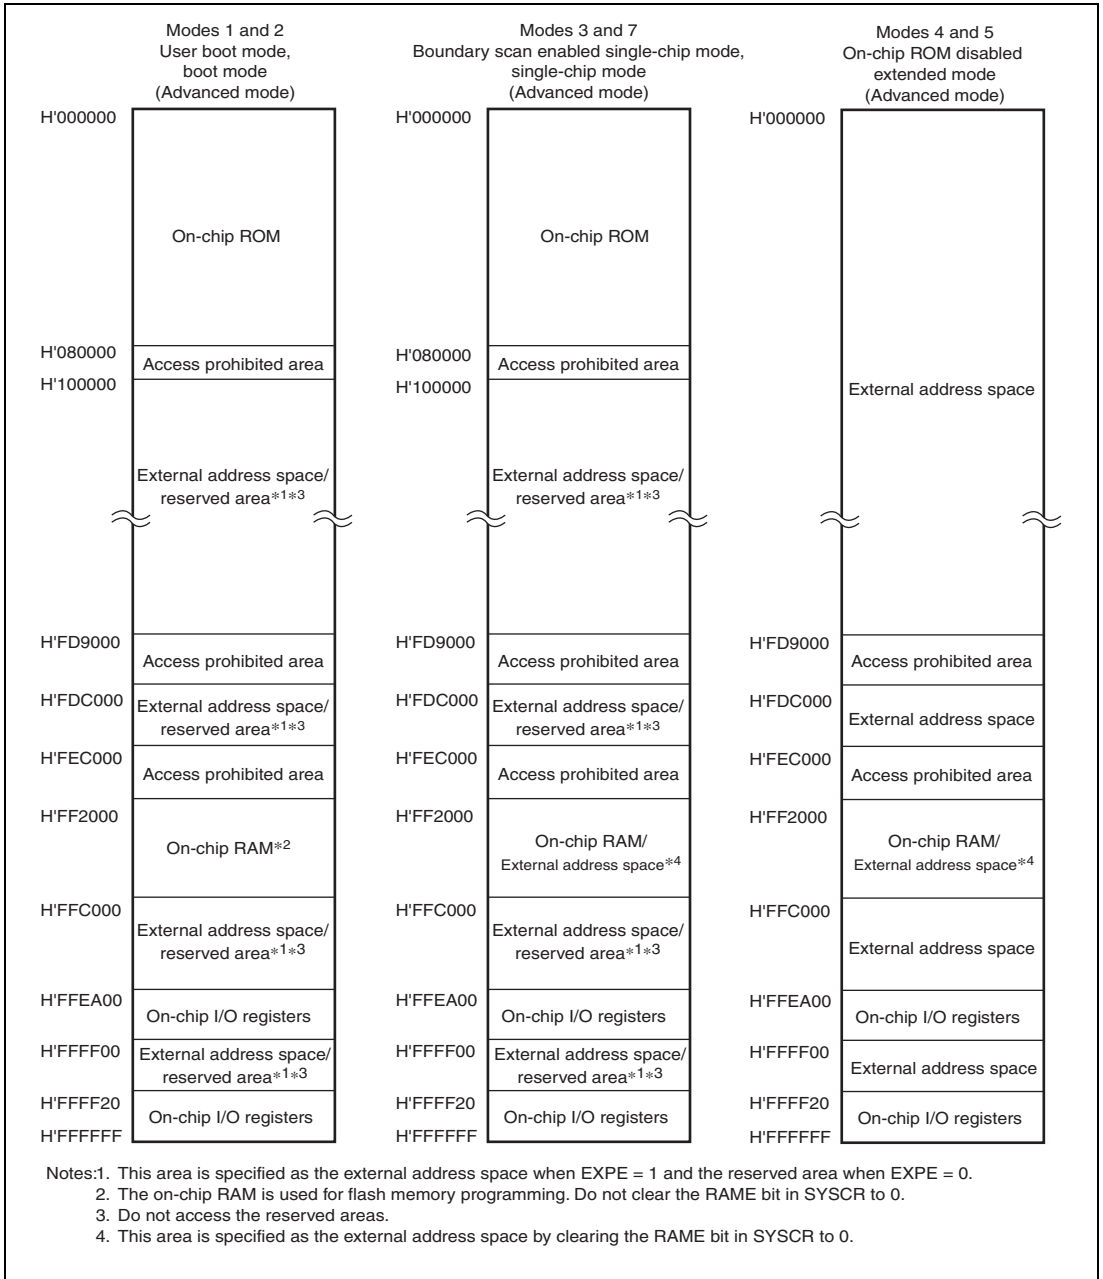 Modes 1 and 2
User boot mode,
boot mode
(Advanced mode)
H'000000
On-chip ROM
H'080000
Access prohibited area
H'100000
External address space/
reserved area*1*3
H'FD9000
Access prohibited area
H'FDC000
External address space/
reserved area*1*3
H'FEC000
Access prohibited area
H'FF2000
On-chip RAM*2
H'FFC000
External address space/
reserved area*1*3
H'FFEA00
On-chip I/O registers
H'FFFF00
External address space/
reserved area*1*3
H'FFFF20
On-chip I/O registers
H'FFFFFF
Modes 3 and 7
Boundary scan enabled single-chip mode,
single-chip mode
(Advanced mode)
H'000000
On-chip ROM
H'080000
Access prohibited area
H'100000
External address space/
reserved area*1*3
H'FD9000
Access prohibited area
H'FDC000
External address space/
reserved area*1*3
H'FEC000
Access prohibited area
H'FF2000
On-chip RAM/
External address space*4
H'FFC000
External address space/
reserved area*1*3
H'FFEA00
On-chip I/O registers
H'FFFF00
External address space/
reserved area*1*3
H'FFFF20
On-chip I/O registers
H'FFFFFF
Modes 4 and 5
On-chip ROM disabled
extended mode
(Advanced mode)
H'000000
External address space
H'FD9000
Access prohibited area
H'FDC000
External address space
H'FEC000
Access prohibited area
H'FF2000
On-chip RAM/
External address space*4
H'FFC000
External address space
H'FFEA00
On-chip I/O registers
H'FFFF00
External address space
H'FFFF20
On-chip I/O registers
H'FFFFFF
Notes:1. This area is specified as the external address space when EXPE = 1 and the reserved area when EXPE = 0.
2. The on-chip RAM is used for flash memory programming. Do not clear the RAME bit in SYSCR to 0.
3. Do not access the reserved areas.
4. This area is specified as the external address space by clearing the RAME bit in SYSCR to 0.